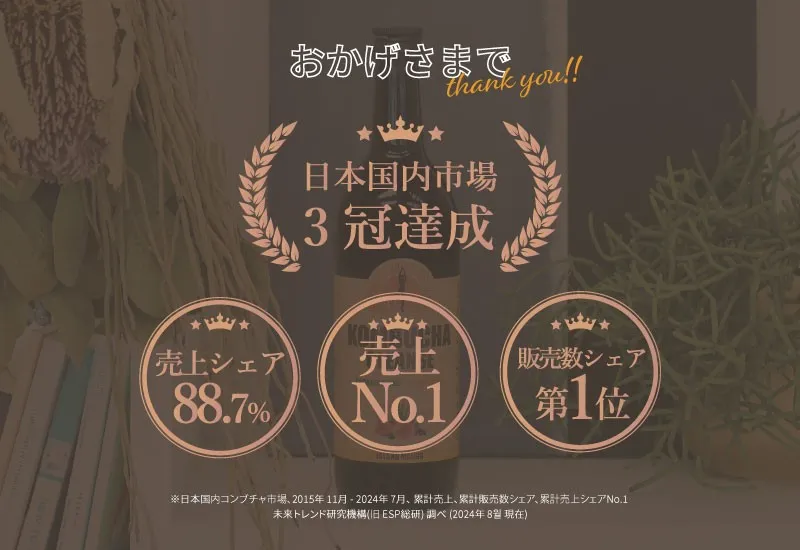 おかげさまで
thank you!!
日本国内市場
3 冠達成
売上シェア
88.7%
売上
No.1
販売数シェア
第1位
KOMBUCHA
※日本国内コンブチャ市場、2015年 11月 - 2024年 7月、累計売上、累計販売数シェア、累計売上シェアNo.1
未来トレンド研究機構(旧 ESP総研) 調べ (2024年 8월 現在)